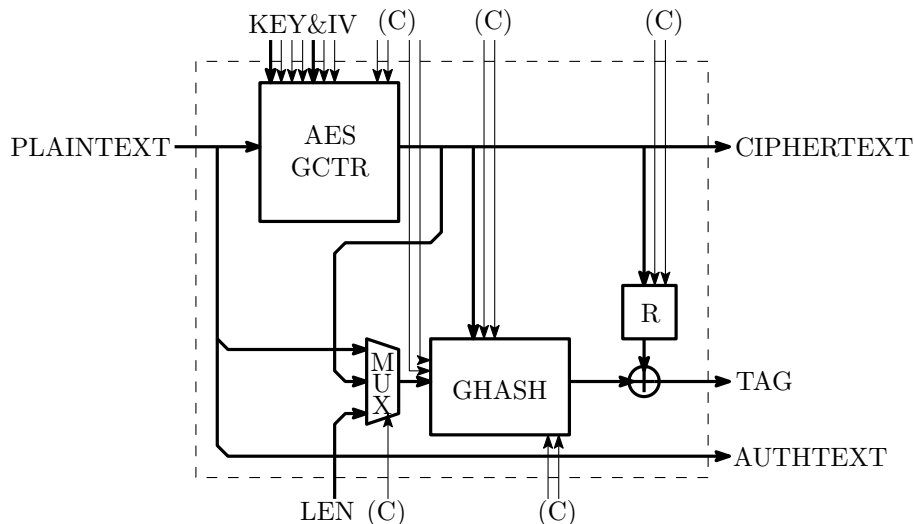 KEY&IV (C) (C) (C)
AES
GCTR
PLAINTEXT
CIPHERTEXT
R
M
U
X
GHASH
TAG
AUTHTEXT
LEN (C) (C)